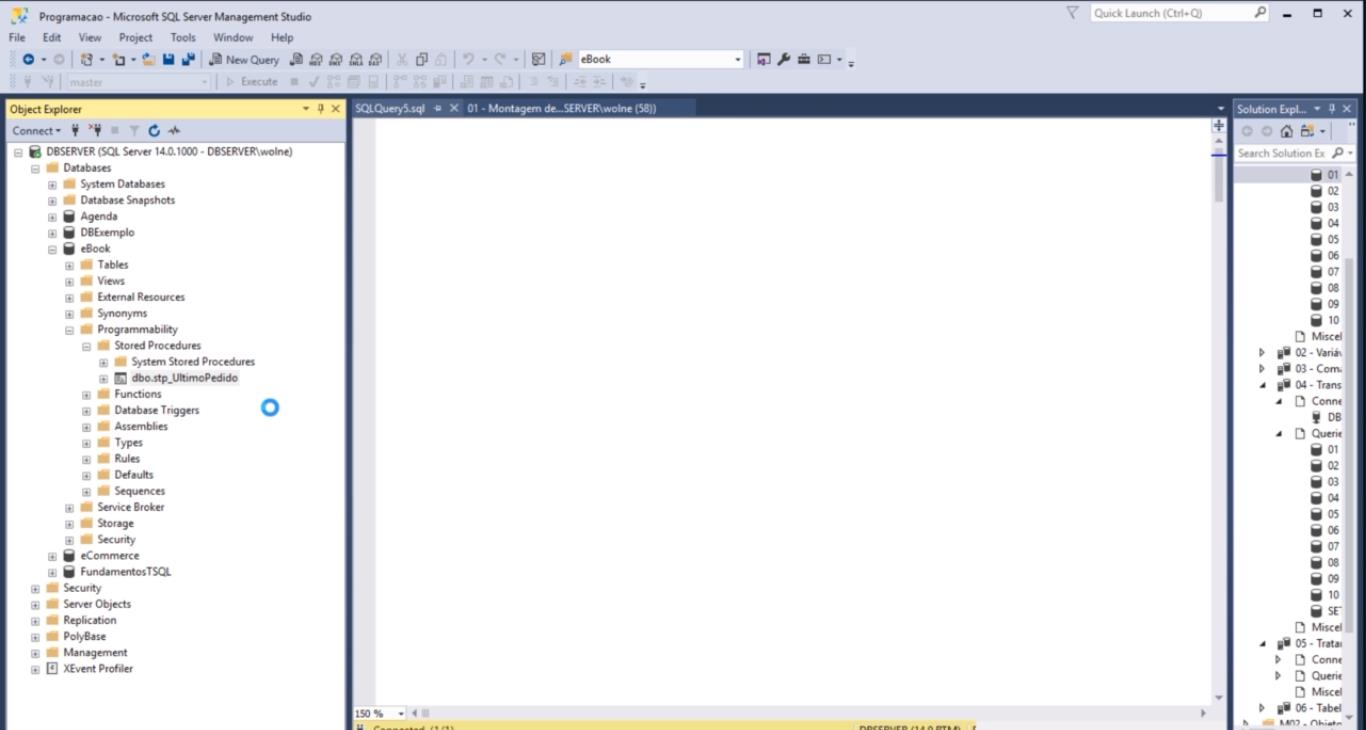 Programacao - Microsoft SQL Server Management Studio
Quick Launch (Ctrl+Q)
File Edit View Project Tools Window Help
New Query
eBook
master
Execute
Object Explorer
SQLQuery5.sql
01 - Montagem de...SERVER\wolne (58))
Solution Expl...
Connect
Search Solution Ex
DBSERVER (SQL Server 14.0.1000 - DBSERVER\wolne)
Databases
System Databases
Database Snapshots
Agenda
DBExemplo
eBook
Tables
Views
External Resources
Synonyms
Programmability
Stored Procedures
System Stored Procedures
dbo.stp_UltimoPedido
Functions
Database Triggers
Assemblies
Types
Rules
Defaults
Sequences
Service Broker
Storage
Security
eCommerce
FundamentosTSQL
Security
Server Objects
Replication
PolyBase
Management
XEvent Profiler
01
02
03
04
05
06
07
08
09
10
Miscel
02 - Variáv
03 - Coma
04 - Trans
Conne
DB
Querie
01
02
03
04
05
06
07
08
09
10
SE
Miscel
05 - Tratar
Conne
Querie
Miscel
06 - Tabel
M02 - Objeto
150 %
Connected. (1/1)
DBSERVER (14.0 RTM)